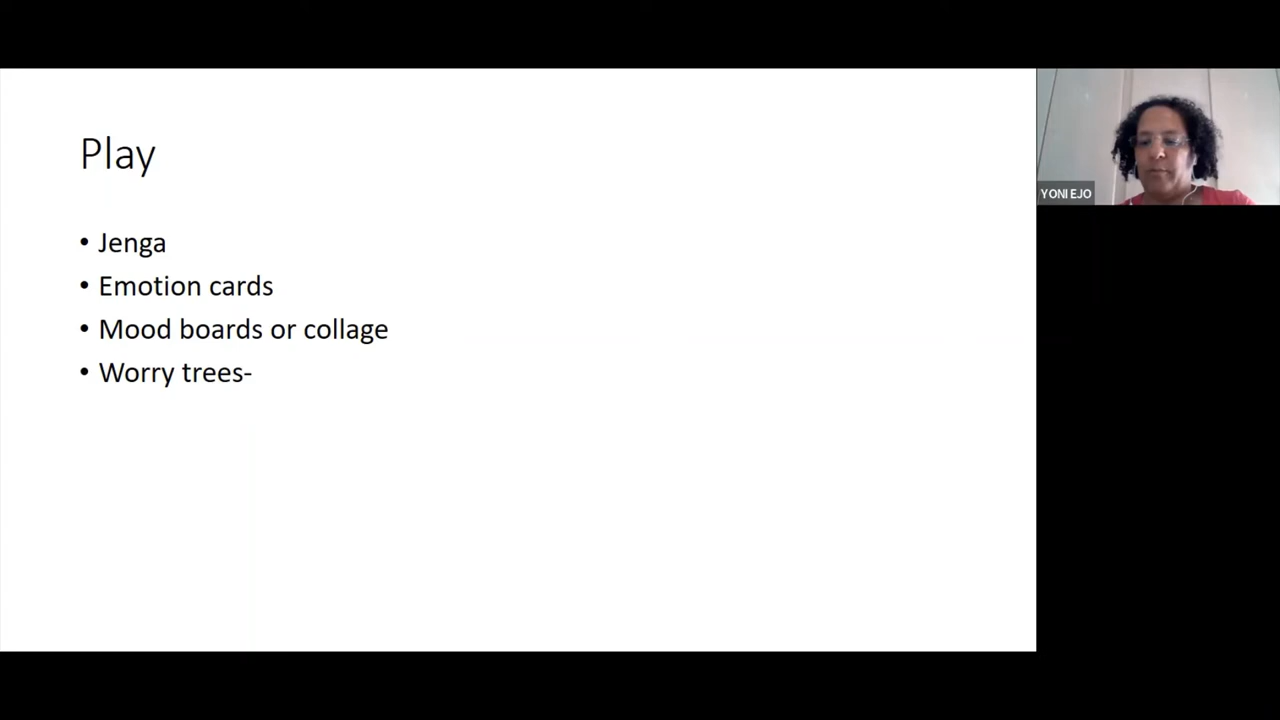 Play
• Jenga
• Emotion cards
• Mood boards or collage
• Worry trees-
YONI EJO